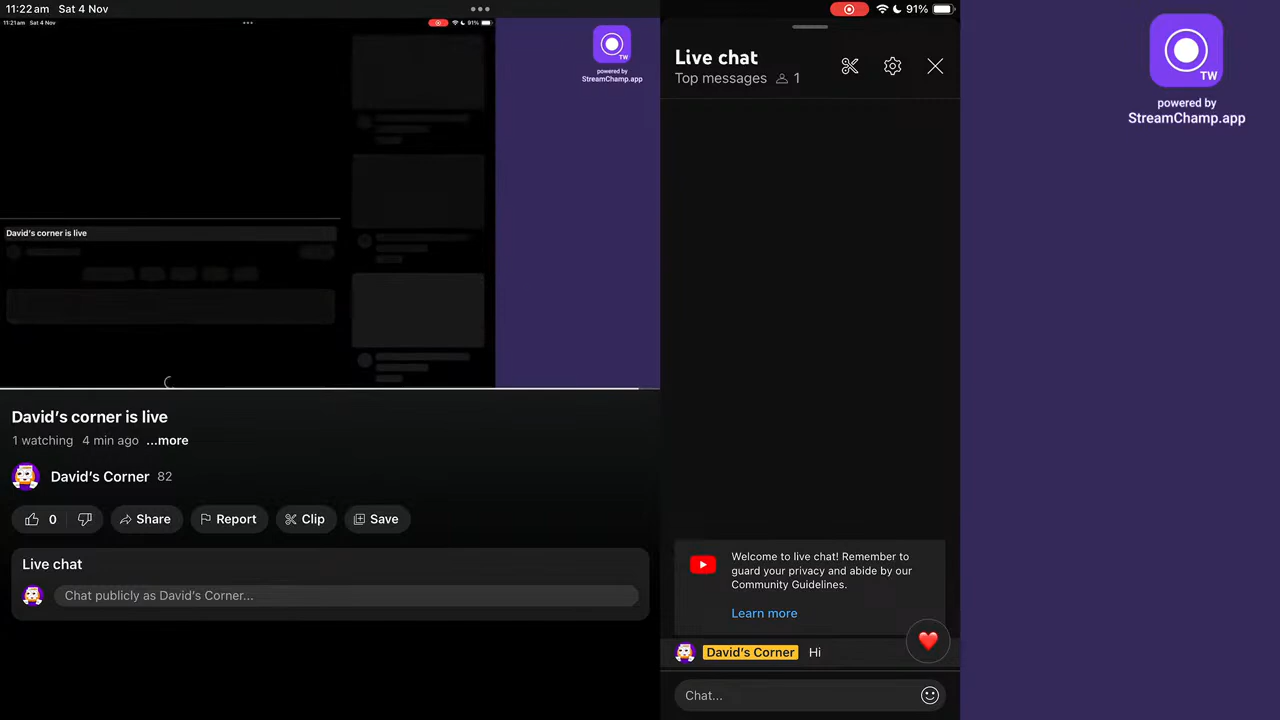 11:22am Sat 4 Nov
91%
11:21am Sat 4 Nov
91%
TW
powered by
StreamChamp.app
David's corner is live
David's corner is live
1 watching 4 min ago ...more
David's Corner 82
0 Share Report Clip Save
Live chat
Chat publicly as David's Corner...
Live chat
Top messages 1
Welcome to live chat! Remember to
guard your privacy and abide by our
Community Guidelines.
Learn more
David's Corner Hi
Chat...
TW
powered by
StreamChamp.app